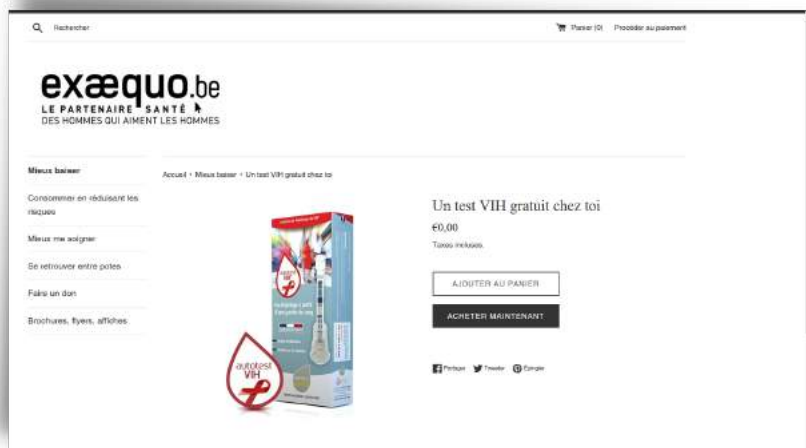 Rechercher
Panier (0) Procéder au paiement
exæquo.be
LE PARTENAIRE SANTÉ
DES HOMMES QUI AIMENT LES HOMMES
Mieux baiser
Consommer en réduisant les
risques
Mieux me soigner
Se retrouver entre potes
Faire un don
Brochures, flyers, affiches
Accueil • Mieux baiser • Un test VIH gratuit chez toi
autotest
VIH
Un test VIH gratuit chez toi
€0,00
Taxes incluses.
AJOUTER AU PANIER
ACHETER MAINTENANT
Partager Tweeter Épingler